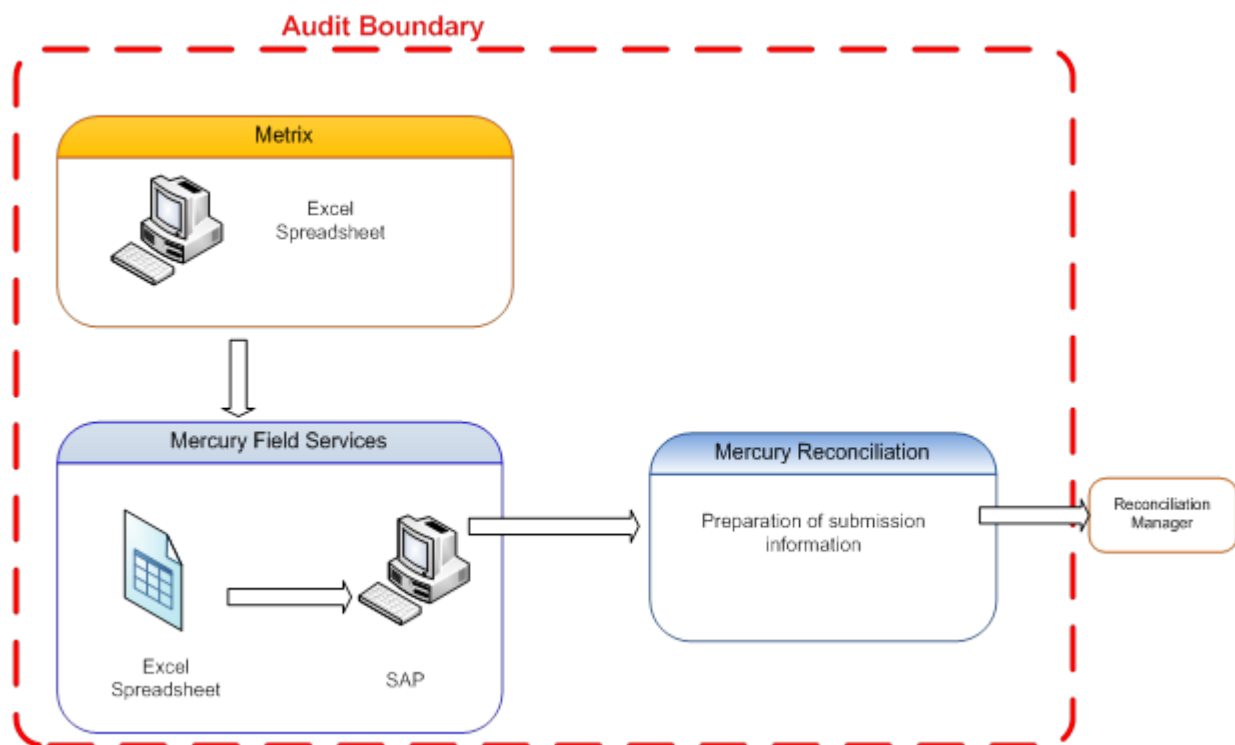 Audit Boundary
Metrix
Excel
Spreadsheet
Mercury Field Services
Excel
Spreadsheet
SAP
Mercury Reconciliation
Preparation of submission
information
Reconciliation
Manager